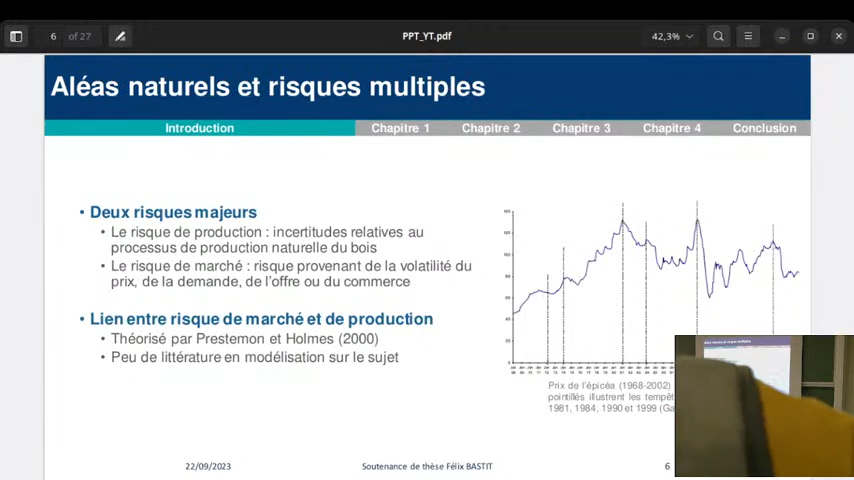 6 of 27
PPT_YT.pdf
42,3%
Aléas naturels et risques multiples
Introduction Chapitre 1 Chapitre 2 Chapitre 3 Chapitre 4 Conclusion
• Deux risques majeurs
• Le risque de production : incertitudes relatives au
processus de production naturelle du bois
• Le risque de marché : risque provenant de la volatilité du
prix, de la demande, de l'offre ou du commerce
• Lien entre risque de marché et de production
• Théorisé par Prestemon et Holmes (2000)
• Peu de littérature en modélisation sur le sujet
Prix de l'épicéa (1968-2002)
pointillés illustrent les tempêt
1981, 1984, 1990 et 1999 (Ga
22/09/2023 Soutenance de thèse Félix BASTIT 6